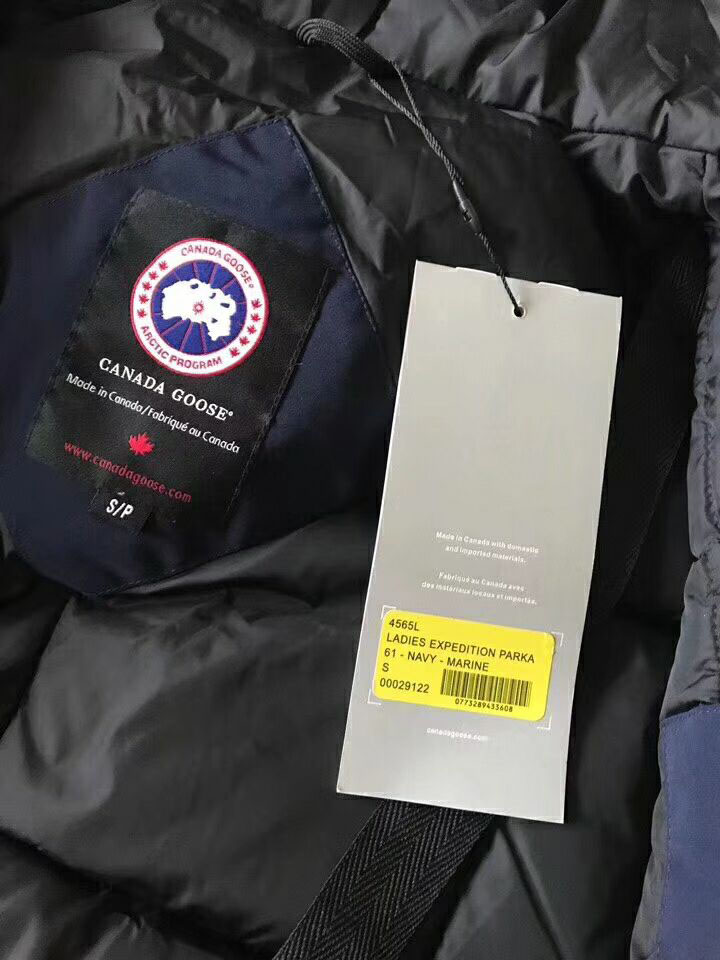 CANADA GOOSE®
ARCTIC PROGRAM
CANADA GOOSE®
Made in Canada/Fabriqué au Canada
www.canadagoose.com
S/P
Made in Canada with domestic
and imported materials.
Fabriqué au Canada avec
des matériaux locaux et importés.
4565L
LADIES EXPEDITION PARKA
61 - NAVY - MARINE
S
00029122
0773289433608
canadagoose.com